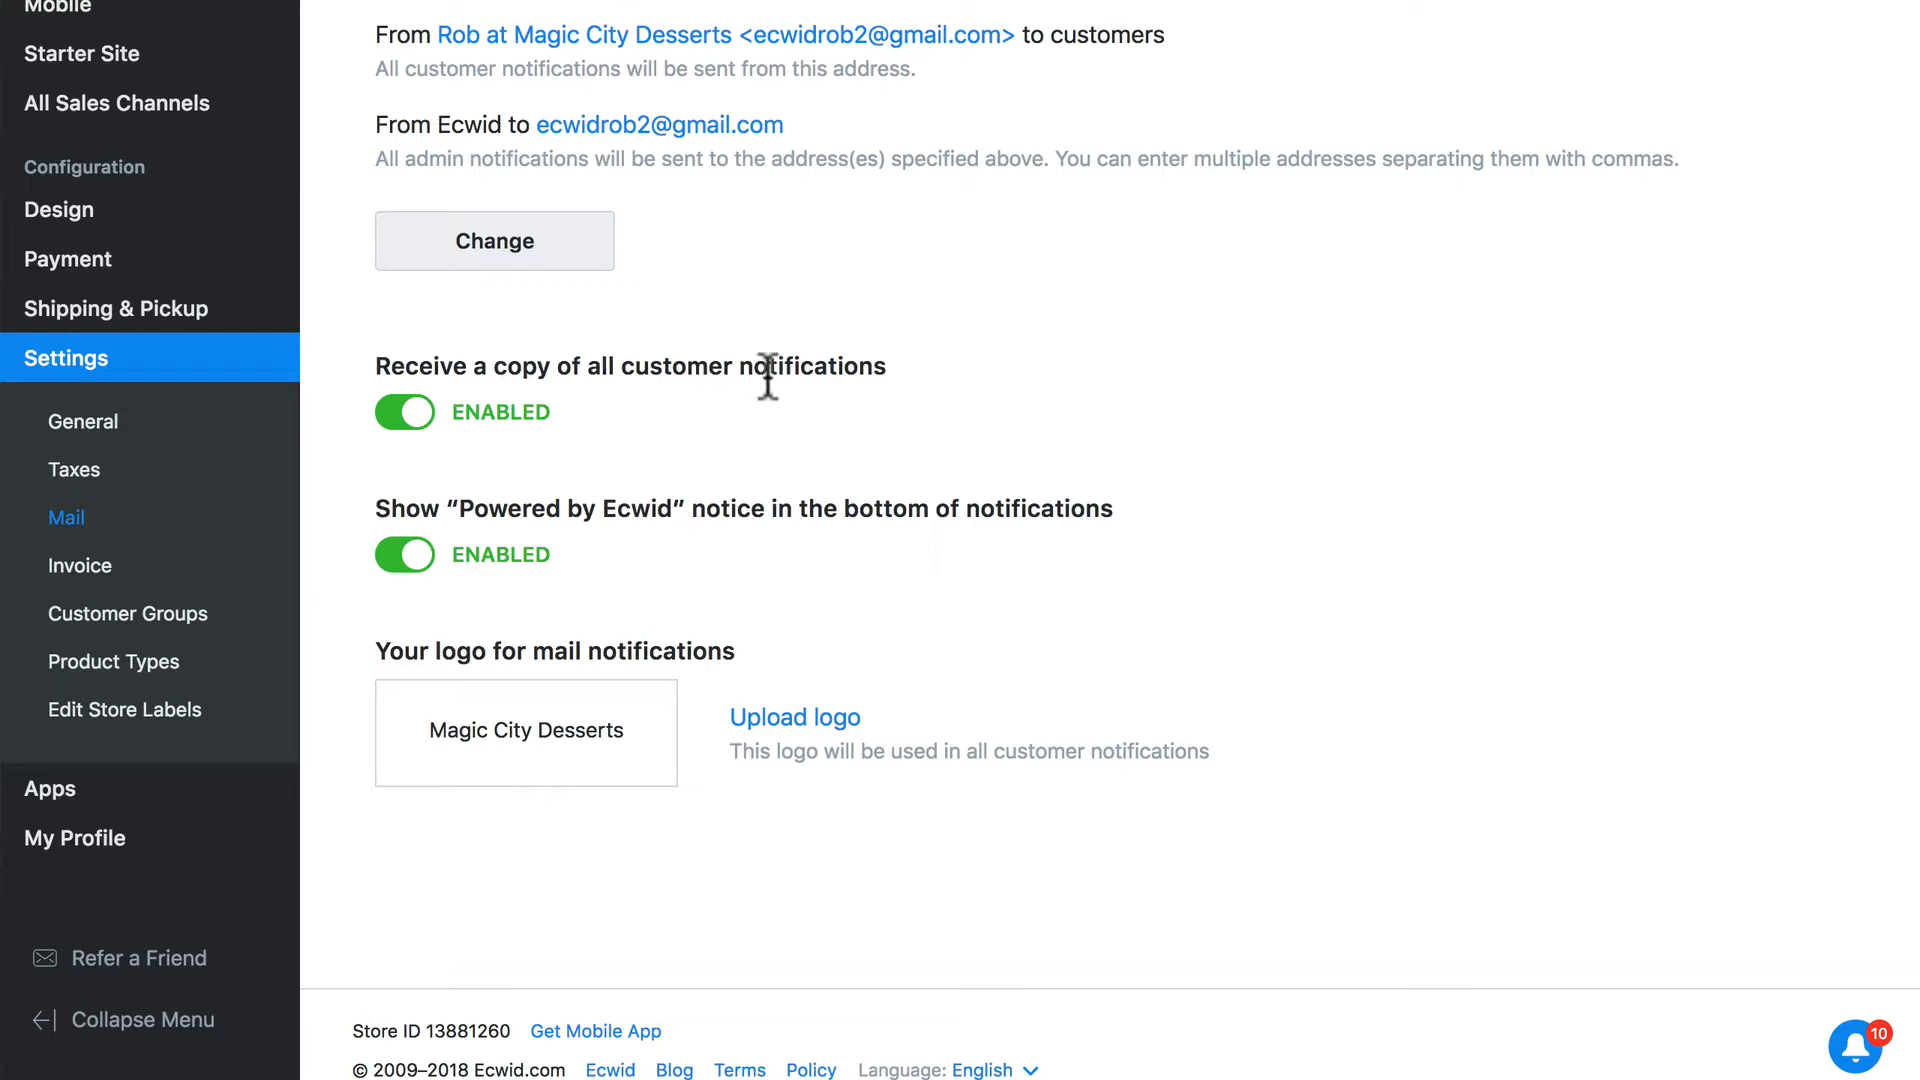 Mobile
Starter Site
All Sales Channels
Configuration
Design
Payment
Shipping & Pickup
Settings
General
Taxes
Mail
Invoice
Customer Groups
Product Types
Edit Store Labels
Apps
My Profile
Refer a Friend
Collapse Menu
From Rob at Magic City Desserts <ecwidrob2@gmail.com> to customers
All customer notifications will be sent from this address.
From Ecwid to ecwidrob2@gmail.com
All admin notifications will be sent to the address(es) specified above. You can enter multiple addresses separating them with commas.
Change
Receive a copy of all customer notifications
ENABLED
Show “Powered by Ecwid” notice in the bottom of notifications
ENABLED
Your logo for mail notifications
Magic City Desserts
Upload logo
This logo will be used in all customer notifications
Store ID 13881260 Get Mobile App
© 2009–2018 Ecwid.com Ecwid Blog Terms Policy Language: English
10